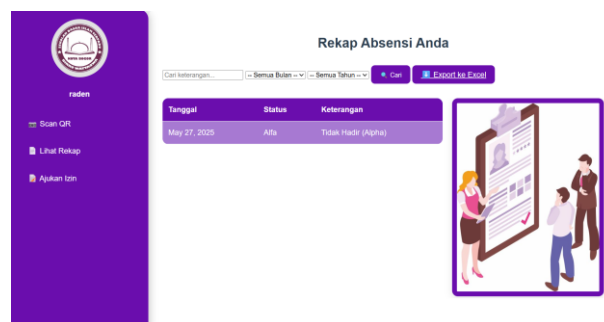 raden
Scan QR
Lihat Rekap
Ajukan Izin
Rekap Absensi Anda
Cari keterangan... -- Semua Bulan -- -- Semua Tahun -- Cari Export ke Excel
Tanggal Status Keterangan
May 27, 2025 Alfa Tidak Hadir (Alpha)